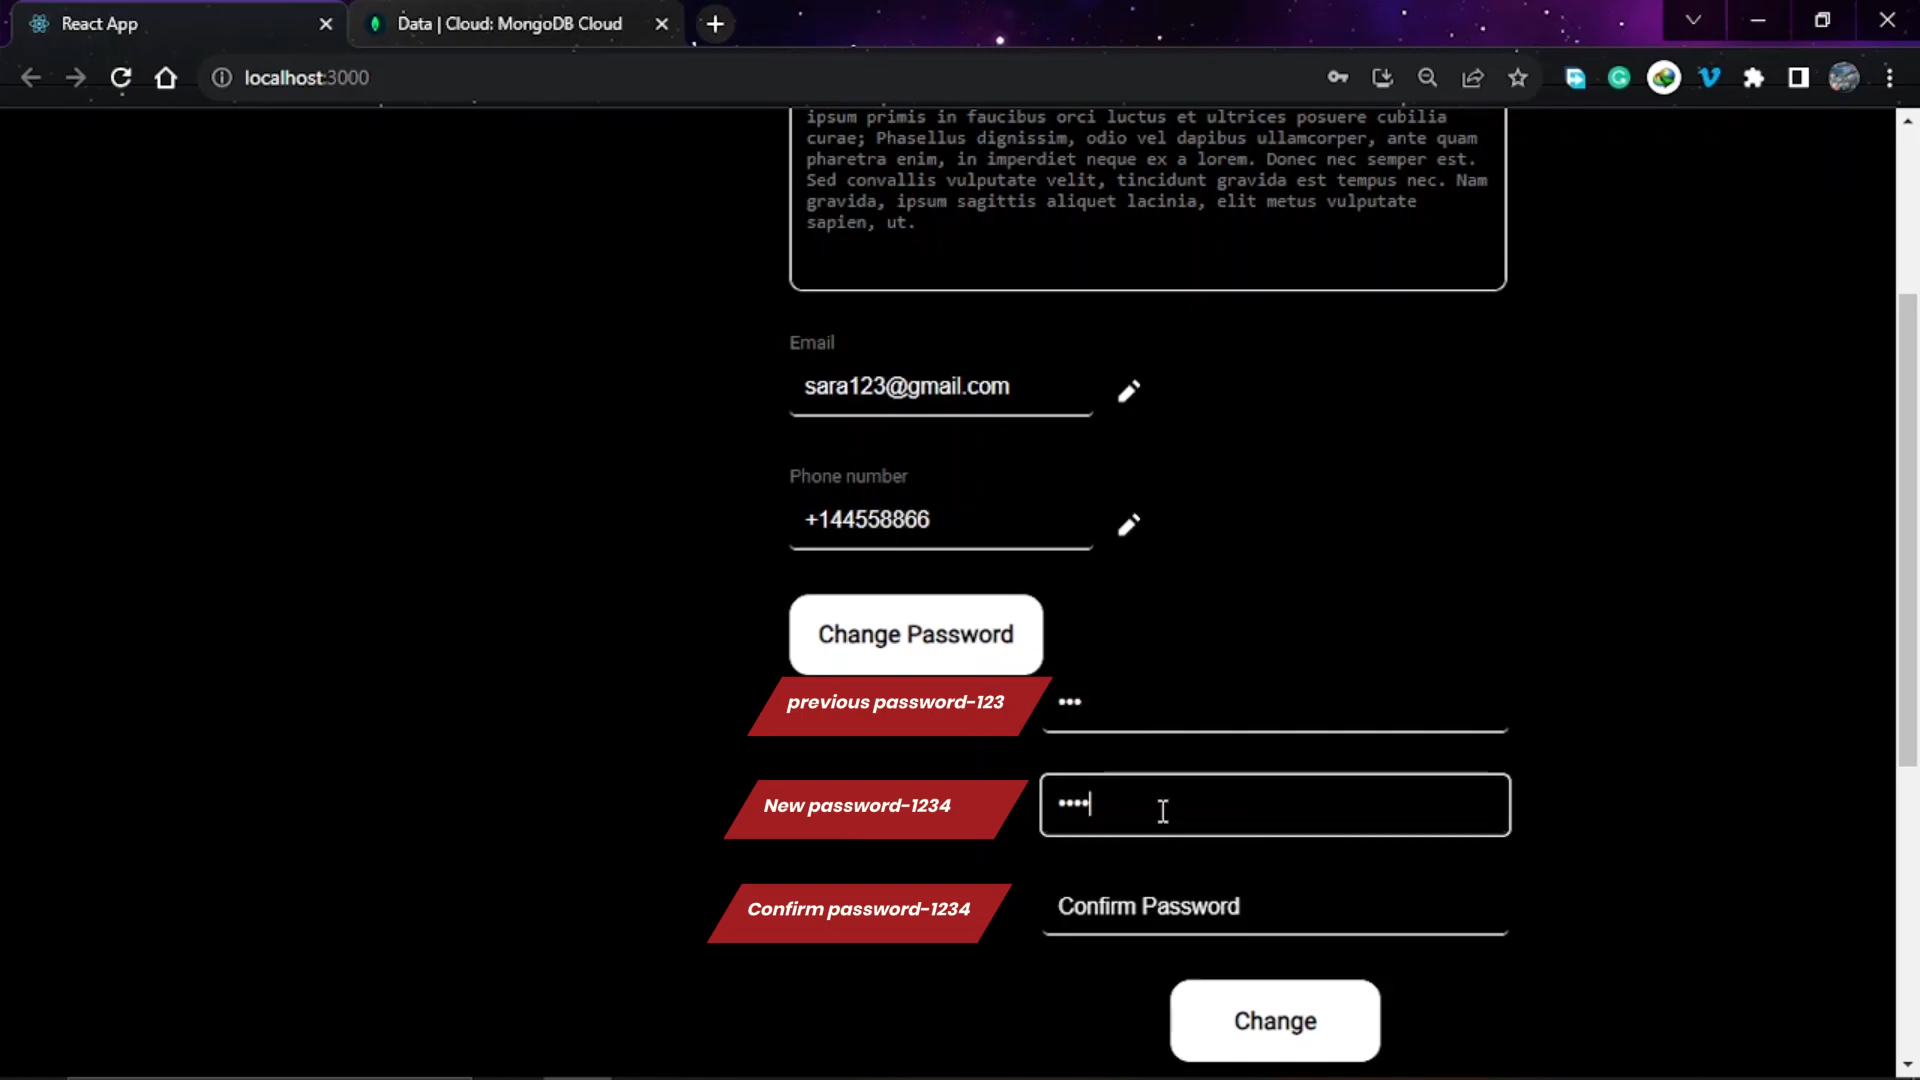 React App
Data | Cloud: MongoDB Cloud
localhost:3000
ipsum primis in faucibus orci luctus et ultrices posuere cubilia
curae; Phasellus dignissim, odio vel dapibus ullamcorper, ante quam
pharetra enim, in imperdiet neque ex a lorem. Donec nec semper est.
Sed convallis vulputate velit, tincidunt gravida est tempus nec. Nam
gravida, ipsum sagittis aliquet lacinia, elit metus vulputate
sapien, ut.
Email
sara123@gmail.com
Phone number
+144558866
Change Password
previous password-123
•••
New password-1234
••••
Confirm password-1234
Confirm Password
Change